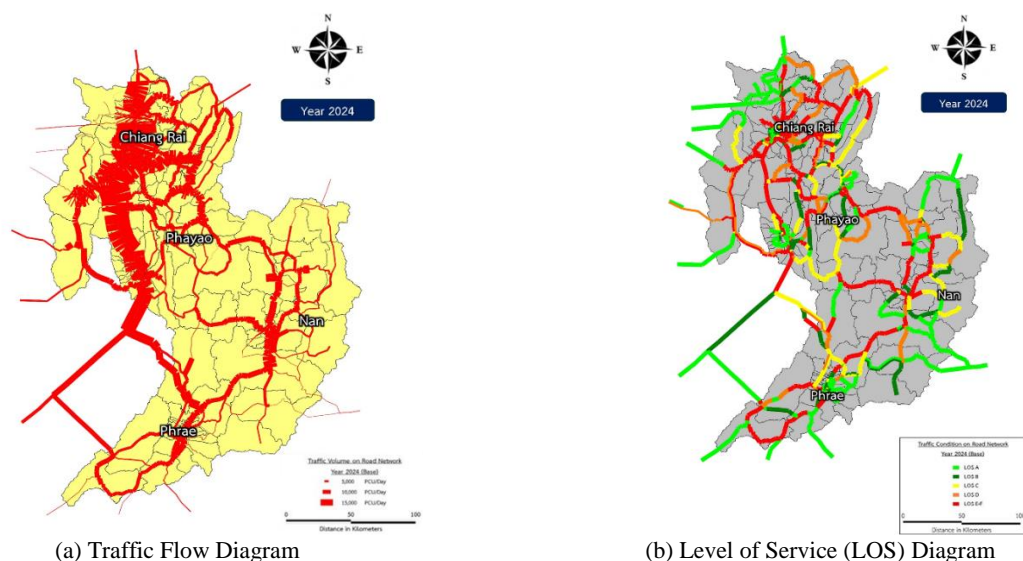 N
W E
S
Year 2024
Chiang Rai
Phayao
Nan
Phrae
Traffic Volume on Road Network
Year 2024 (Base)
5,000 PCU/Day
10,000 PCU/Day
15,000 PCU/Day
0 50 100
Distance in Kilometers
(a) Traffic Flow Diagram
N
W E
S
Year 2024
Chiang Rai
Phayao
Nan
Phrae
Traffic Condition on Road Network
Year 2024 (Base)
LOS A
LOS B
LOS C
LOS D
LOS E-F
0 50 100
Distance in Kilometers
(b) Level of Service (LOS) Diagram